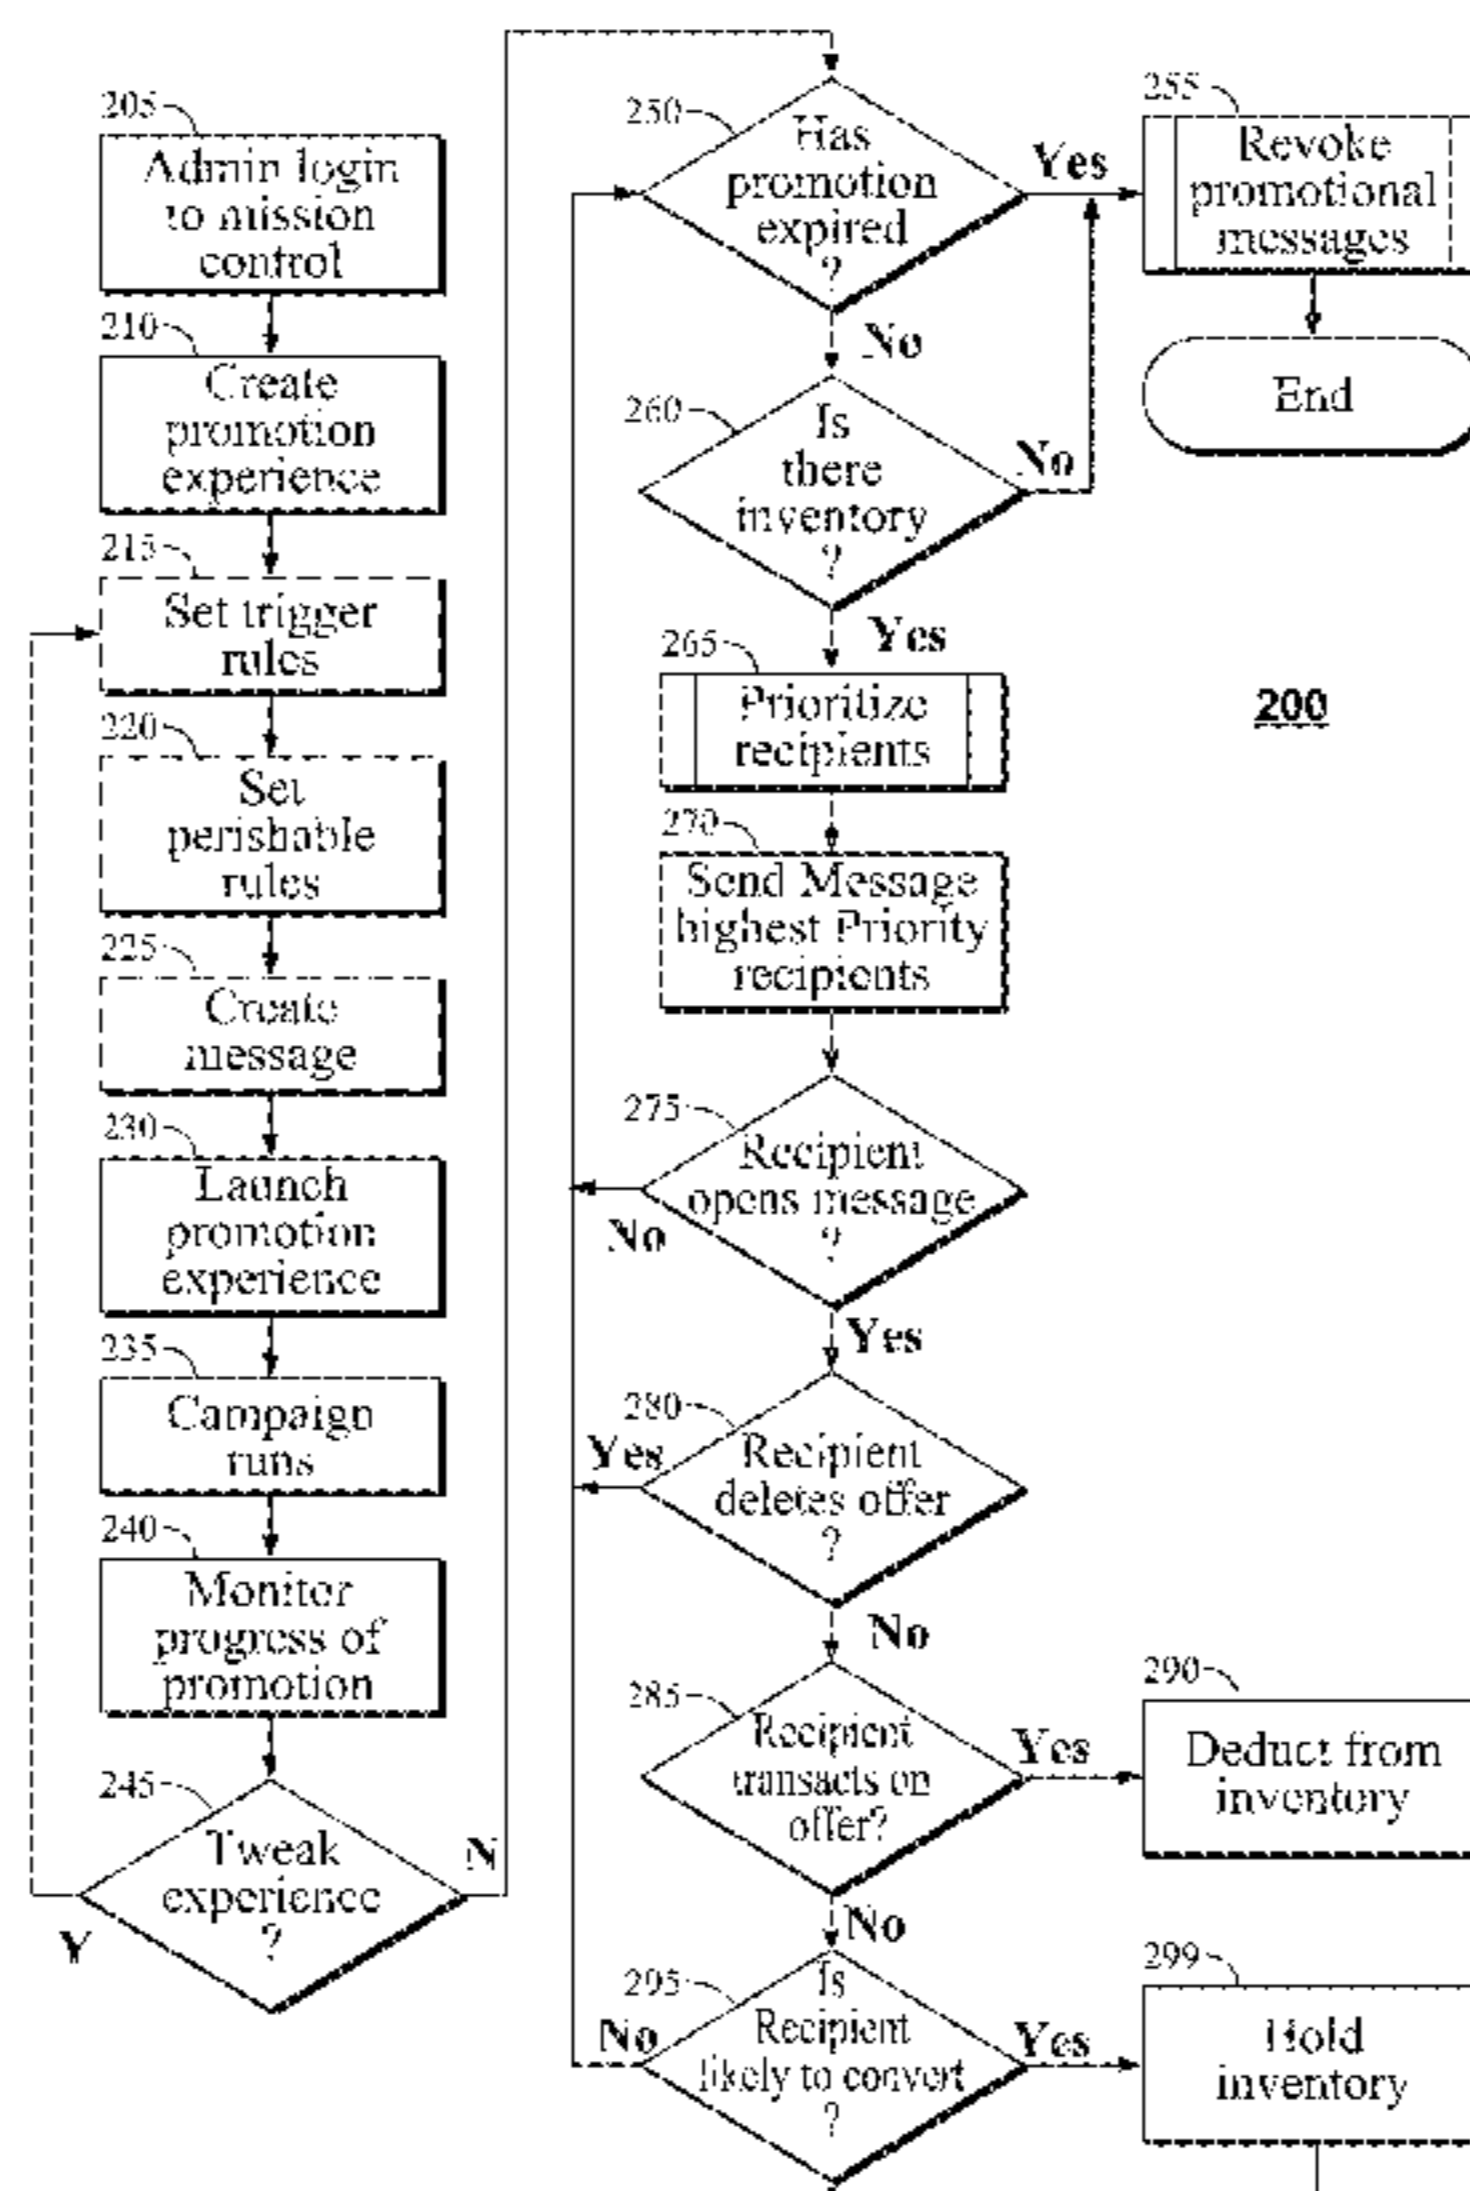 205
Admin login
to mission
control
210
Create
promotion
experience
215
Set trigger
rules
220
Set
perishable
rules
225
Create
message
230
Launch
promotion
experience
235
Campaign
runs
240
Monitor
progress of
promotion
245
Tweak
experience
?
Y
N
250
Has
promotion
expired
?
Yes
No
255
Revoke
promotional
messages
End
260
Is
there
inventory
?
No
Yes
200
265
Prioritize
recipients
270
Send Message
highest Priority
recipients
275
Recipient
opens message
?
No
Yes
280
Recipient
deletes offer
?
Yes
No
285
Recipient
transacts on
offer?
Yes
No
290
Deduct from
inventory
295
Is
Recipient
likely to convert
?
No
Yes
299
Hold
inventory